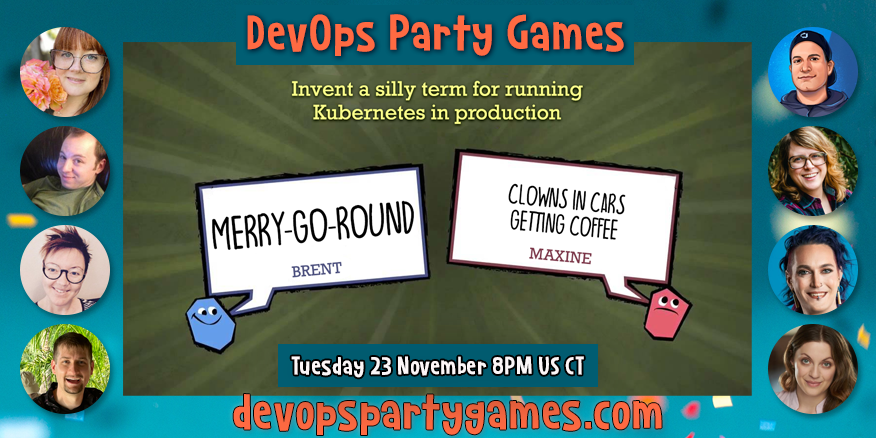 DevOps Party Games
Invent a silly term for running
Kubernetes in production
MERRY-GO-ROUND
BRENT
CLOWNS IN CARS
GETTING COFFEE
MAXINE
Tuesday 23 November 8PM US CT
devopspartygames.com